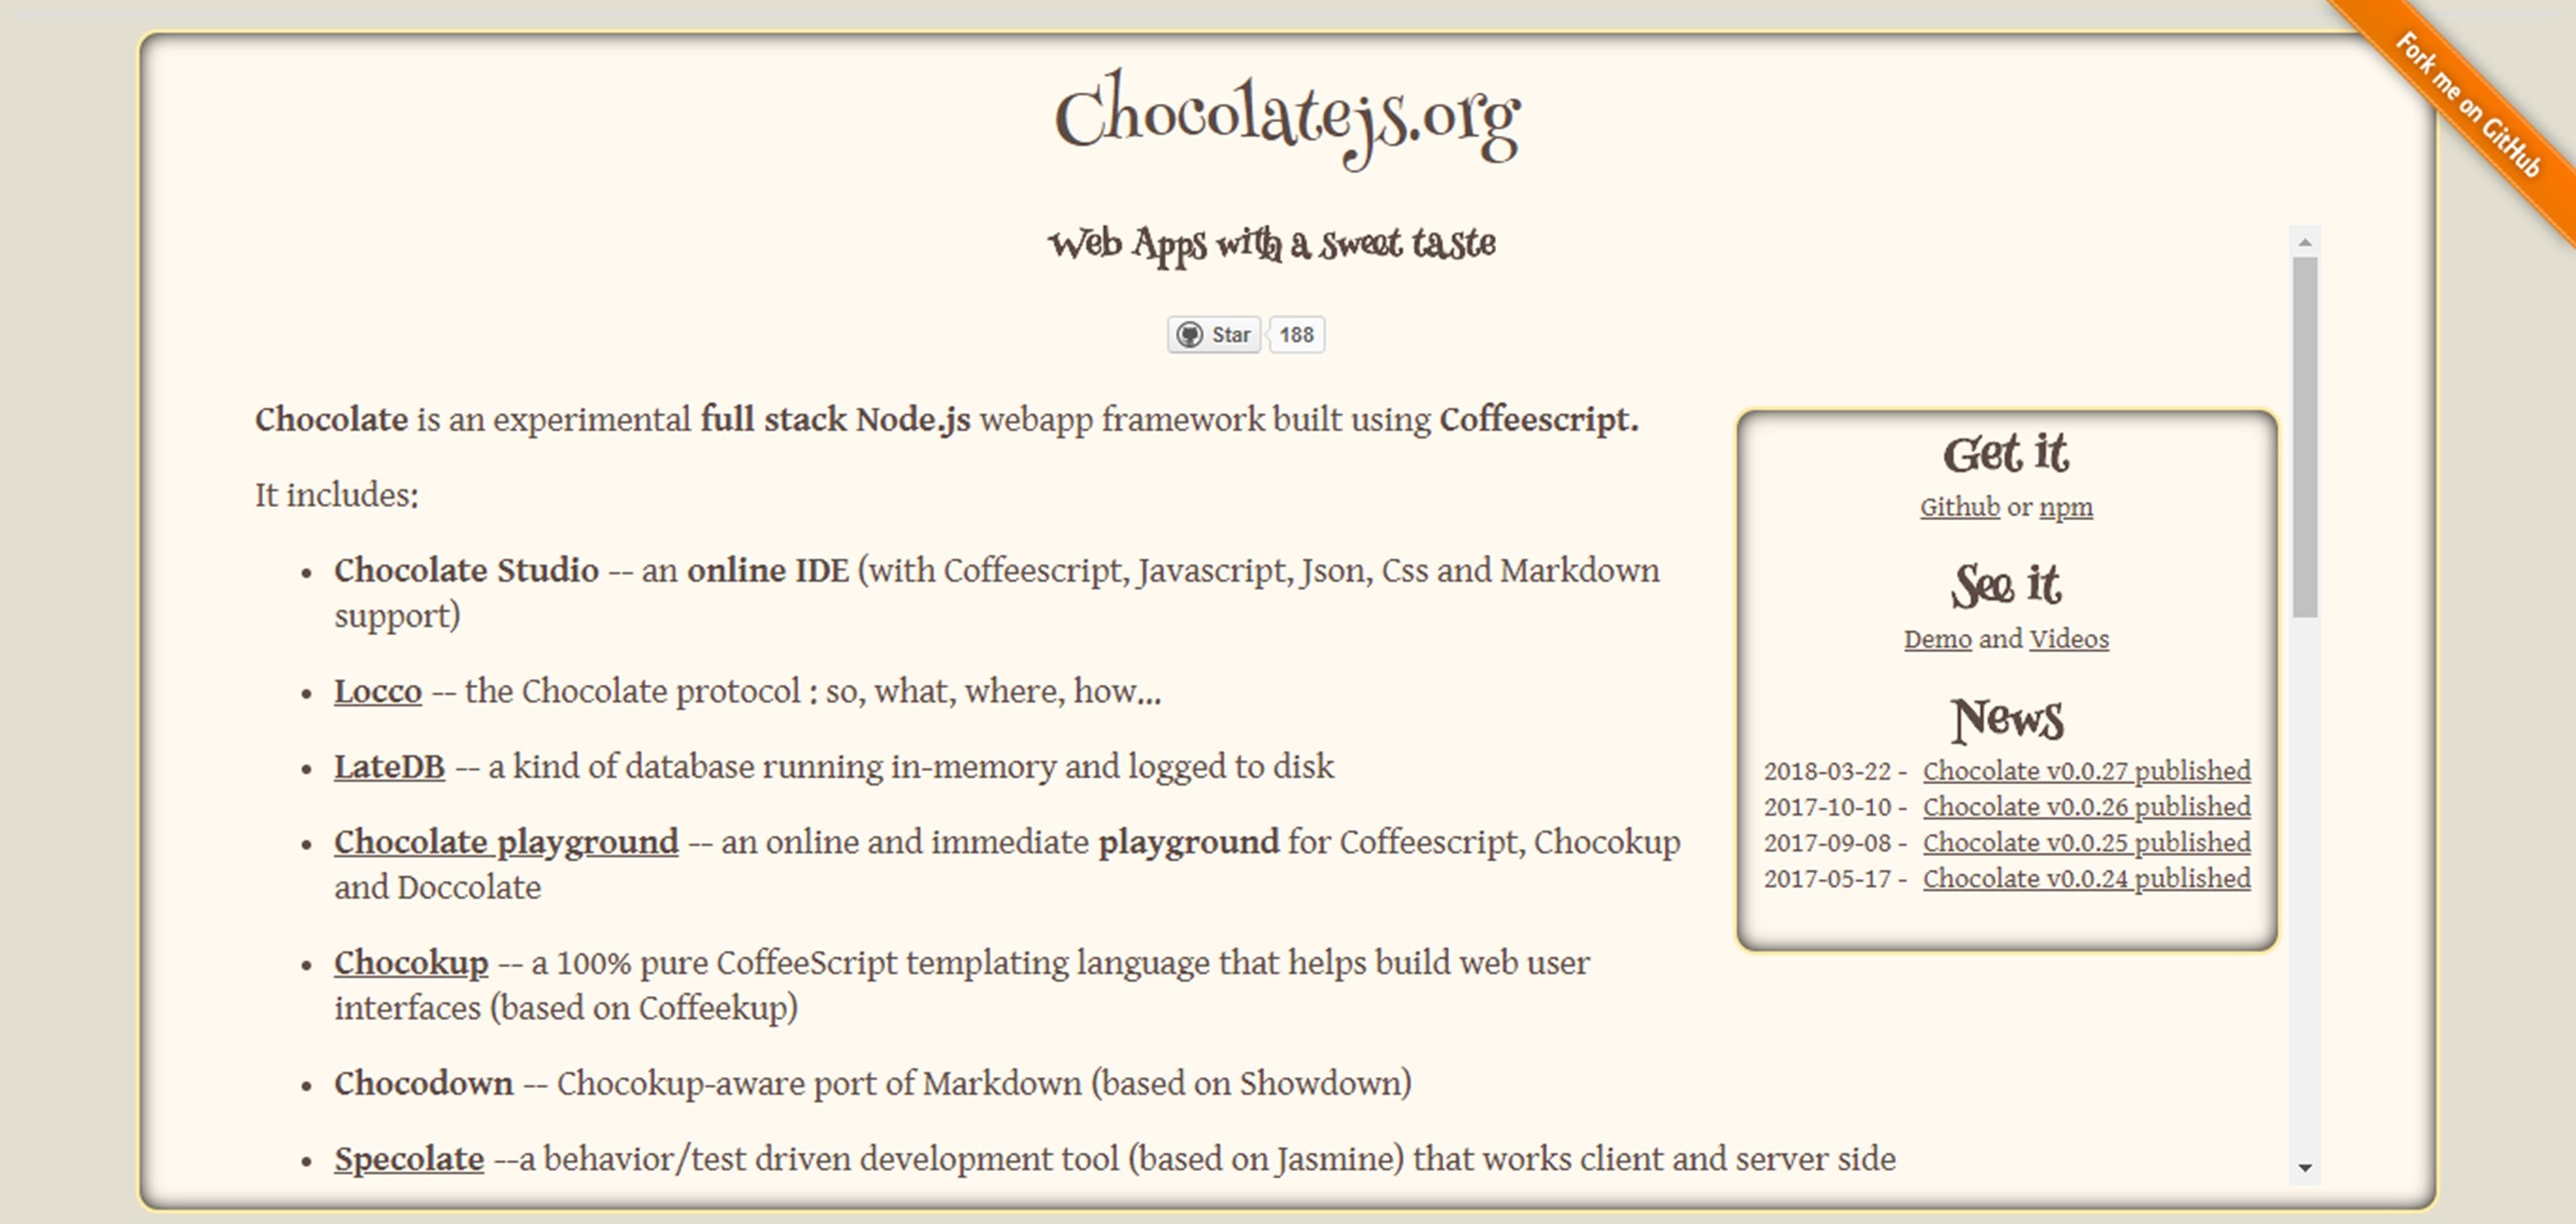 Fork me on GitHub
Chocolatejs.org
Web Apps with a sweet taste
Star 188
Chocolate is an experimental full stack Node.js webapp framework built using Coffeescript.
It includes:
• Chocolate Studio -- an online IDE (with Coffeescript, Javascript, Json, Css and Markdown
support)
• Locco -- the Chocolate protocol : so, what, where, how...
• LateDB -- a kind of database running in-memory and logged to disk
• Chocolate playground -- an online and immediate playground for Coffeescript, Chocokup
and Doccolate
• Chocokup -- a 100% pure CoffeeScript templating language that helps build web user
interfaces (based on Coffeekup)
• Chocodown -- Chocokup-aware port of Markdown (based on Showdown)
• Specolate --a behavior/test driven development tool (based on Jasmine) that works client and server side
Get it
Github or npm
See it
Demo and Videos
News
2018-03-22 - Chocolate v0.0.27 published
2017-10-10 - Chocolate v0.0.26 published
2017-09-08 - Chocolate v0.0.25 published
2017-05-17 - Chocolate v0.0.24 published